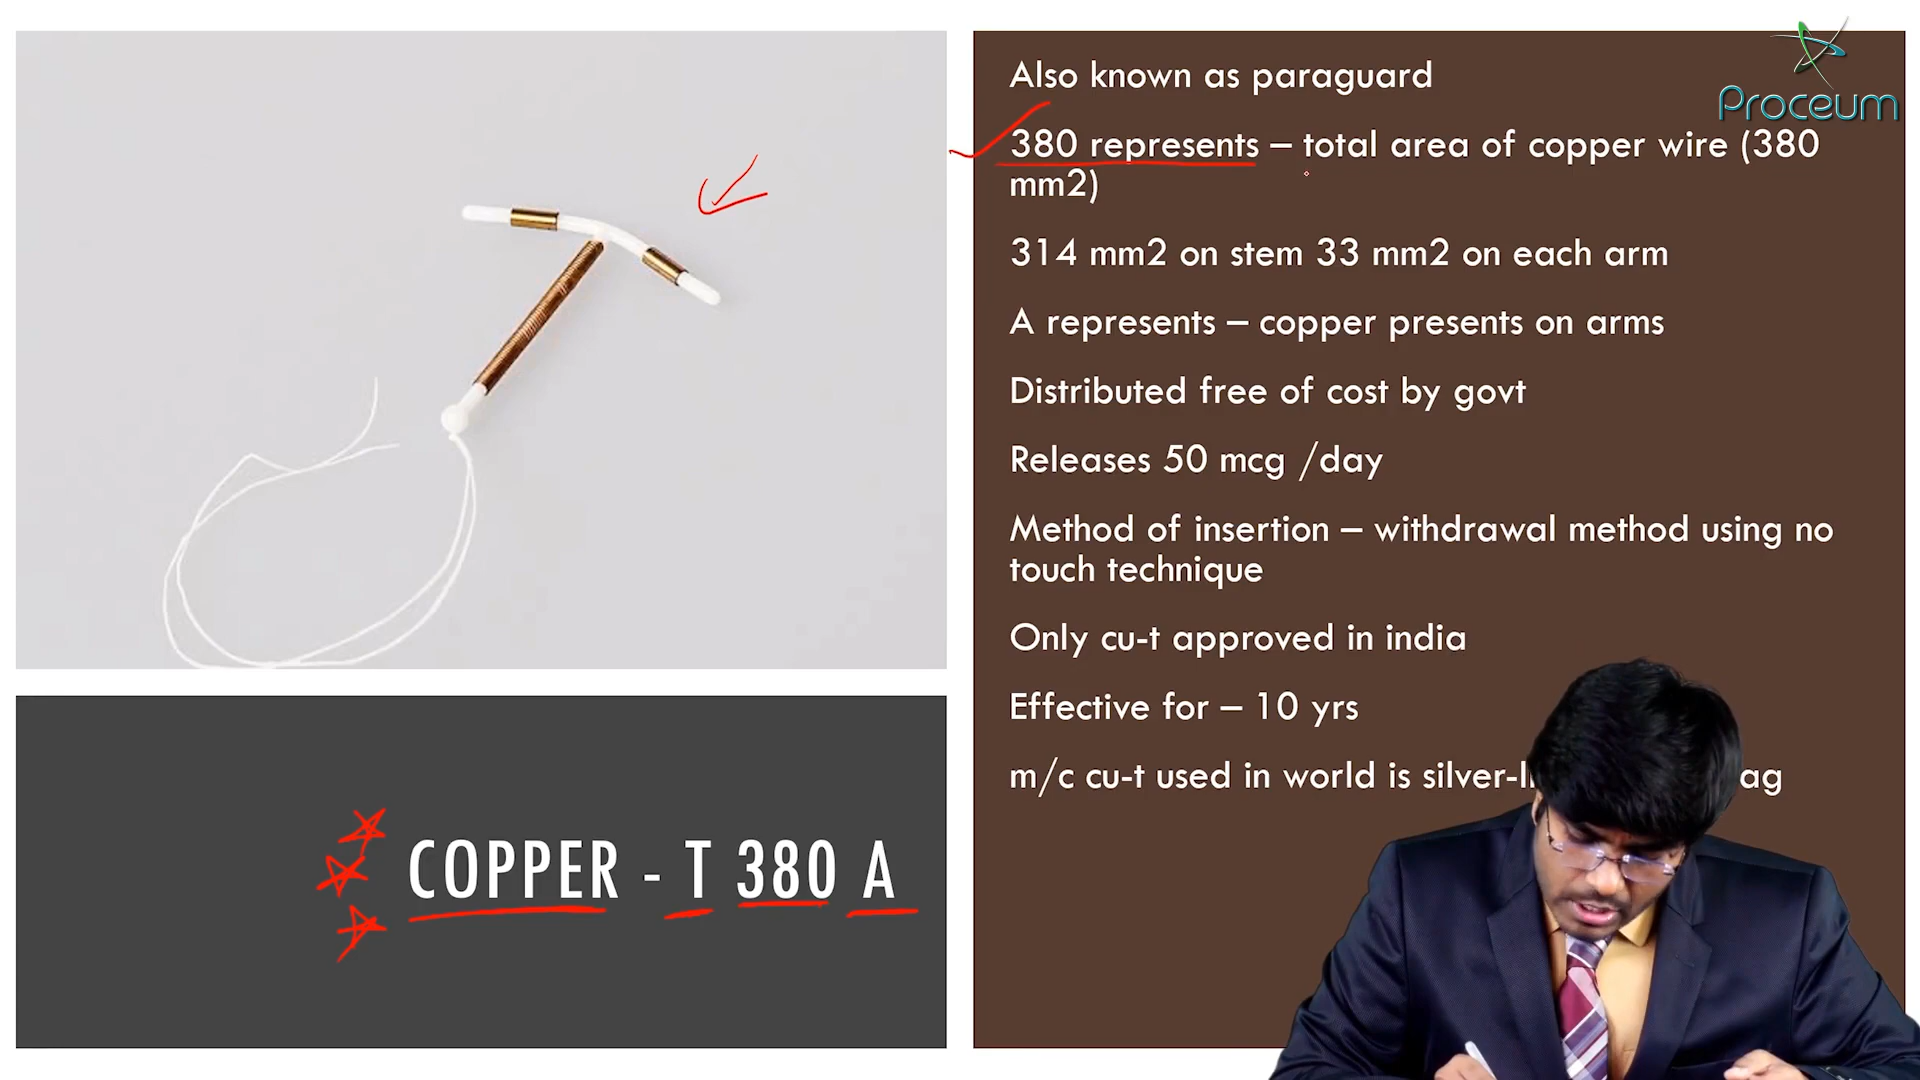 Proceum
Also known as paraguard
380 represents – total area of copper wire (380
mm2)
314 mm2 on stem 33 mm2 on each arm
A represents – copper presents on arms
Distributed free of cost by govt
Releases 50 mcg /day
Method of insertion – withdrawal method using no
touch technique
Only cu-t approved in india
Effective for – 10 yrs
m/c cu-t used in world is ag
COPPER - T 380 A